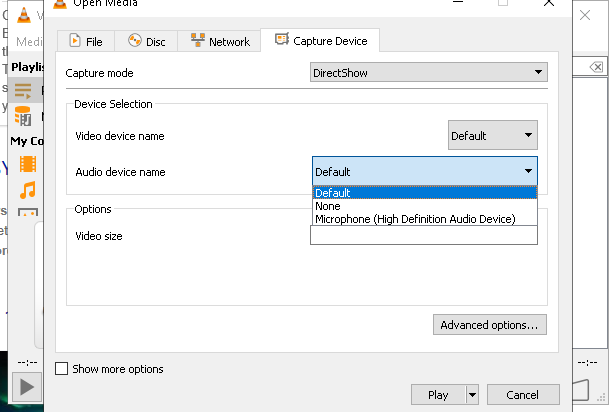 Open Media
V
Medi
File
Disc
Network
Capture Device
Playlis
My Co
Capture mode
DirectShow
Device Selection
Video device name
Default
Audio device name
Default
Default
None
Microphone (High Definition Audio Device)
Options
Video size
Advanced options...
Show more options
--:--
--:--
Play
Cancel